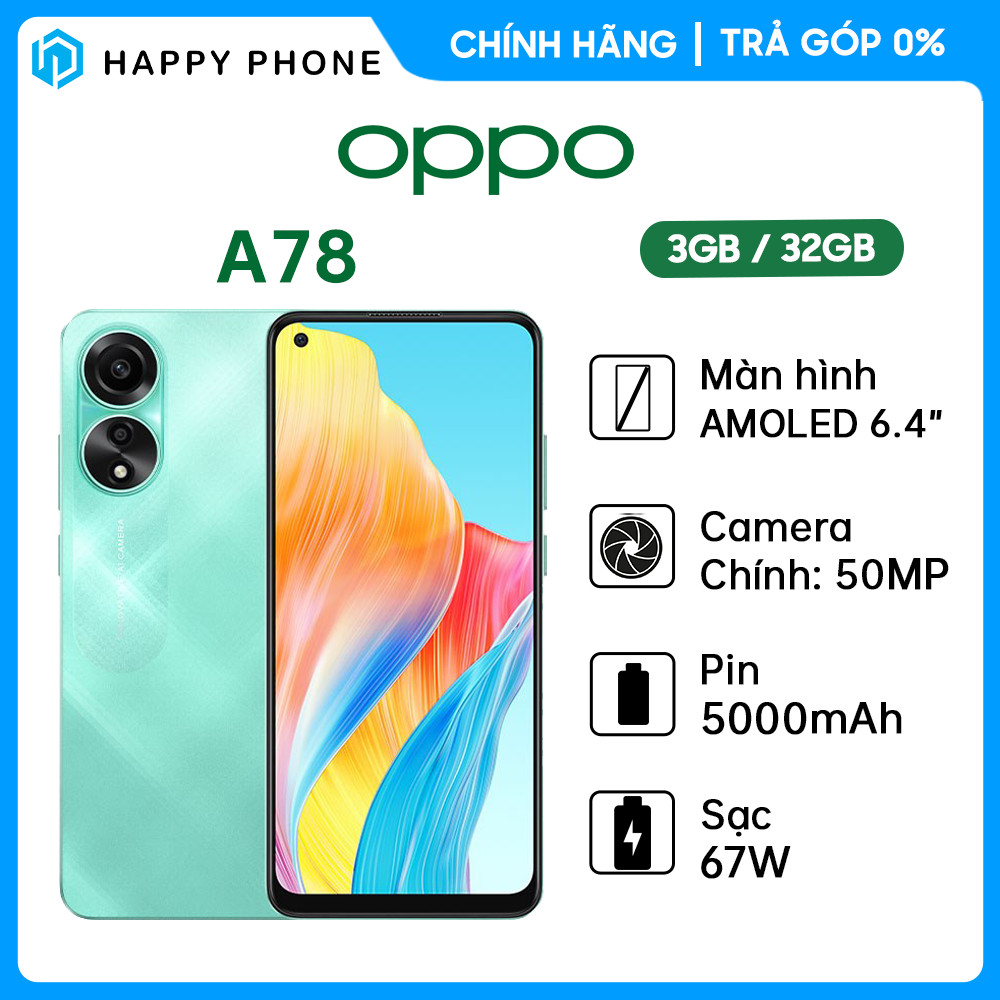 HAPPY PHONE
CHÍNH HÃNG | TRẢ GÓP 0%
oppo
A78
3GB / 32GB
Màn hình
AMOLED 6.4"
Camera
Chính: 50MP
Pin
5000mAh
Sạc
67W